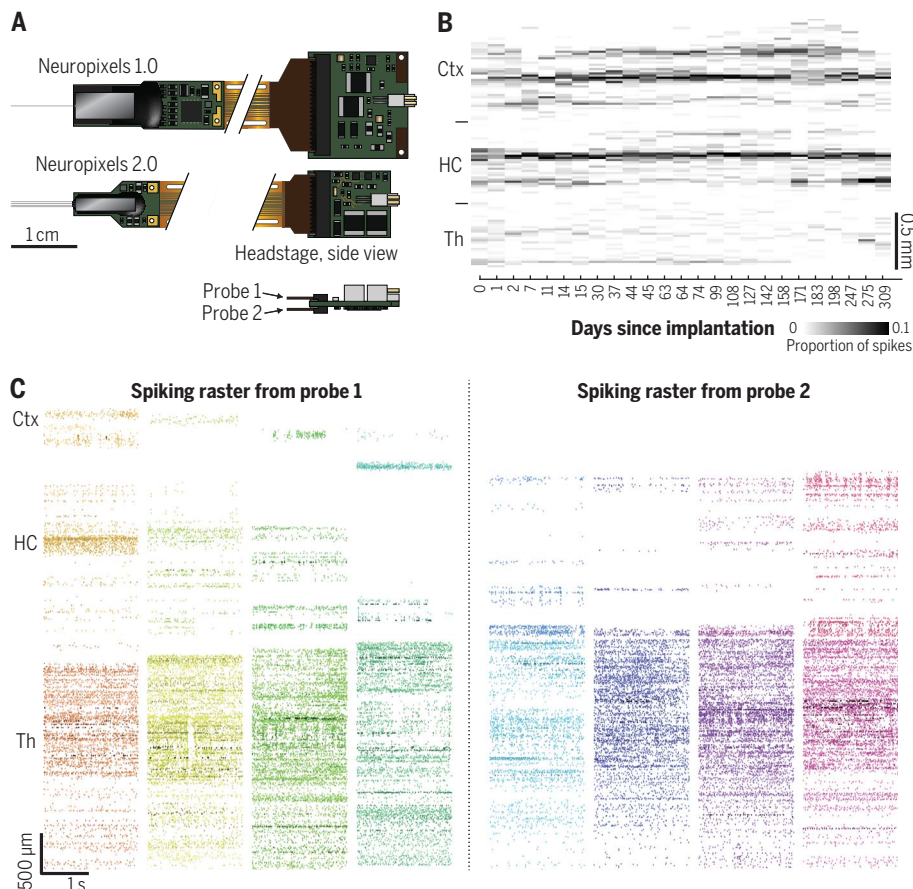 A
Neuropixels 1.0
Neuropixels 2.0
1 cm
Headstage, side view
Probe 1
Probe 2
B
Ctx
HC
Th
0.5 mm
0 1 2 7 11 14 15 30 37 44 45 63 64 74 99 108 127 142 158 171 183 198 247 275 309
Days since implantation
0 0.1
Proportion of spikes
C
Spiking raster from probe 1
Spiking raster from probe 2
Ctx
HC
Th
500 µm
1 s